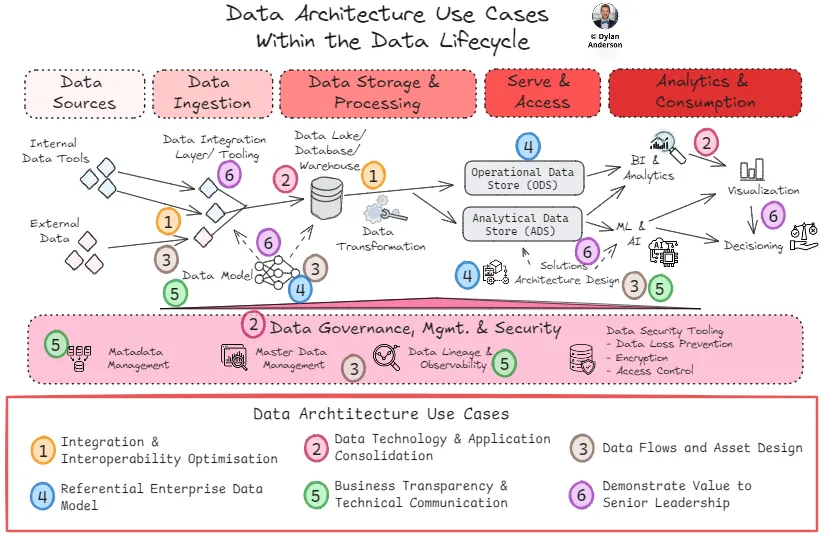 Data Architecture Use Cases
Within the Data Lifecycle
© Dylan
Anderson
Data
Sources
Data
Ingestion
Data Storage &
Processing
Serve &
Access
Analytics &
Consumption
Internal
Data Tools
External
Data
Data Integration
Layer/ Tooling
6
1
3
5
Data Lake/
Database/
Warehouse
2
1
Data
Transformation
6
Data Model
3
4
4
Operational Data
Store (ODS)
Analytical Data
Store (ADS)
4
Solutions
Architecture Design
6
3
5
BI &
Analytics
2
ML &
AI
AI
Visualization
6
Decisioning
2
Data Governance, Mgmt. & Security
5
Matadata
Management
Master Data
Management
3
Data Lineage &
Observability
5
Data Security Tooling
- Data Loss Prevention
- Encryption
- Access Control
Data Archtitecture Use Cases
1
Integration &
Interoperability Optimisation
2
Data Technology & Application
Consolidation
3
Data Flows and Asset Design
4
Referential Enterprise Data
Model
5
Business Transparency &
Technical Communication
6
Demonstrate Value to
Senior Leadership